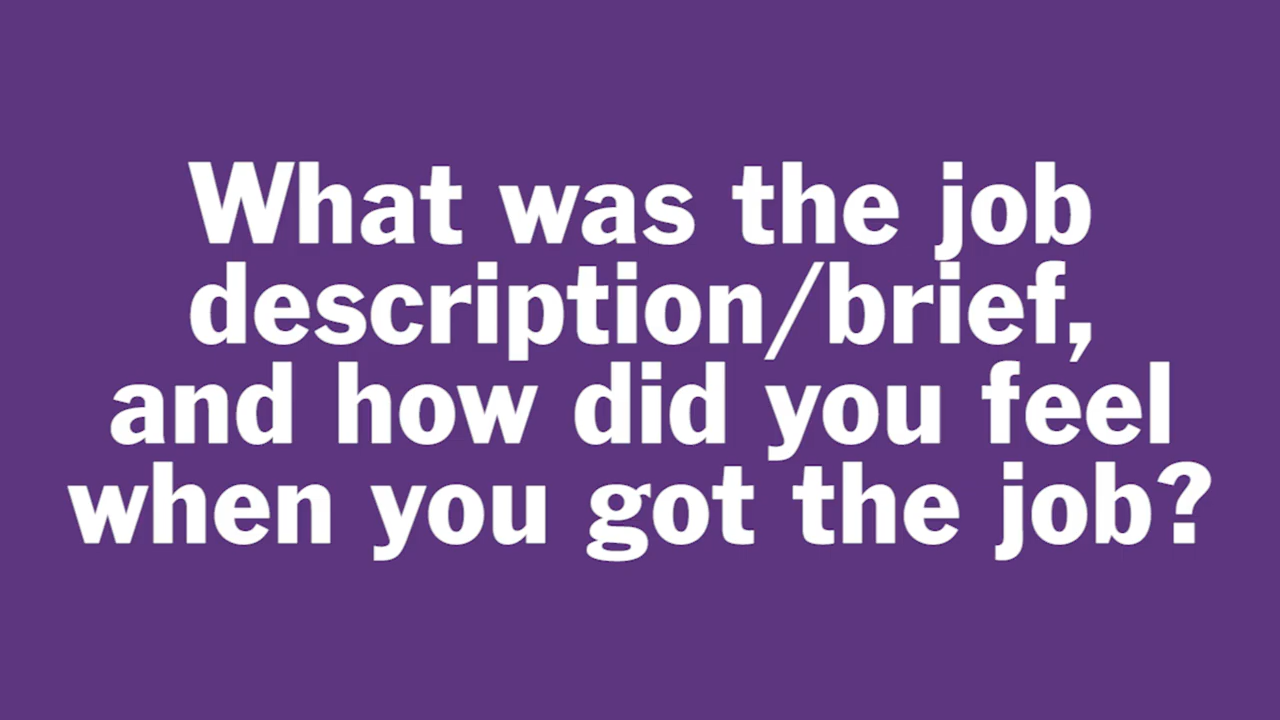 What was the job
description/brief,
and how did you feel
when you got the job?